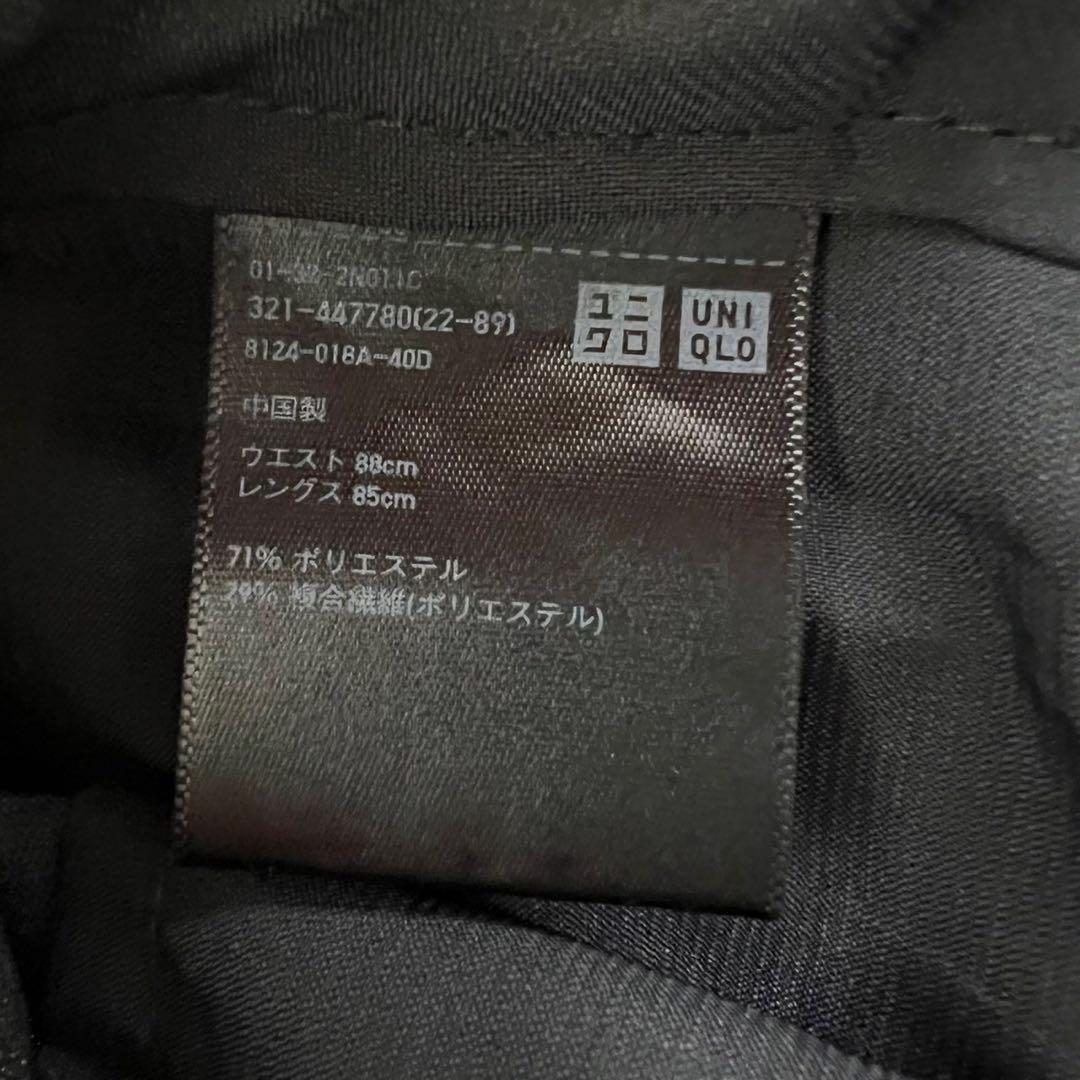 321-447780(22-89)
8124-018A-40D
ユニクロ
UNIQLO
中国製
ウエスト 88cm
レングス 85cm
71% ポリエステル
29% 複合繊維(ポリエステル)